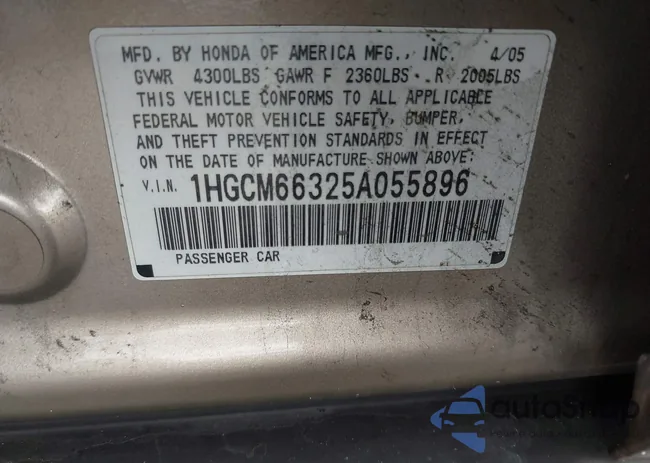 MFD. BY HONDA OF AMERICA MFG., INC. 4/05
GVWR 4300LBS GAWR F 2360LBS R 2005LBS
THIS VEHICLE CONFORMS TO ALL APPLICABLE
FEDERAL MOTOR VEHICLE SAFETY, BUMPER,
AND THEFT PREVENTION STANDARDS IN EFFECT
ON THE DATE OF MANUFACTURE SHOWN ABOVE:
V.I.N. 1HGCM66325A055896
PASSENGER CAR